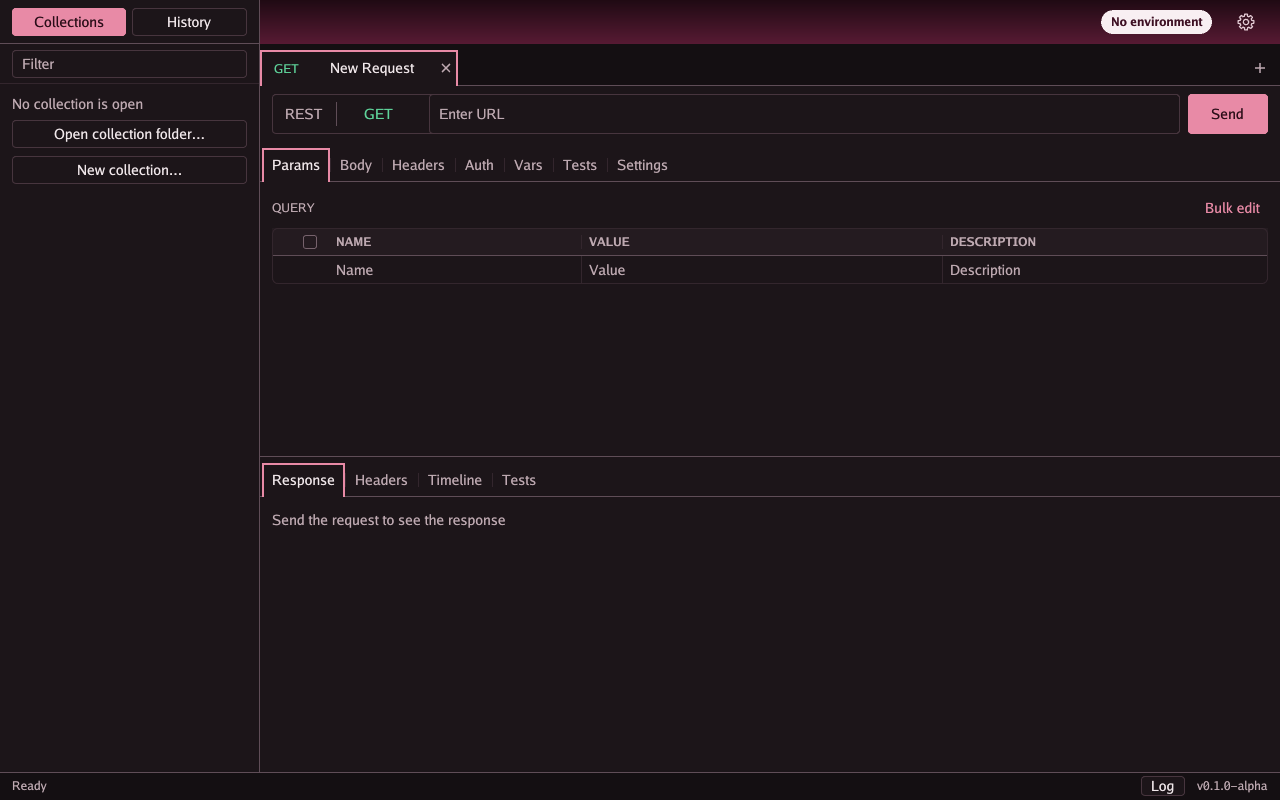 Collections
History
No environment
Filter
GET
New Request
No collection is open
Open collection folder...
New collection...
REST
GET
Enter URL
Send
Params
Body
Headers
Auth
Vars
Tests
Settings
QUERY
Bulk edit
NAME
VALUE
DESCRIPTION
Name
Value
Description
Response
Headers
Timeline
Tests
Send the request to see the response
Ready
Log
v0.1.0-alpha